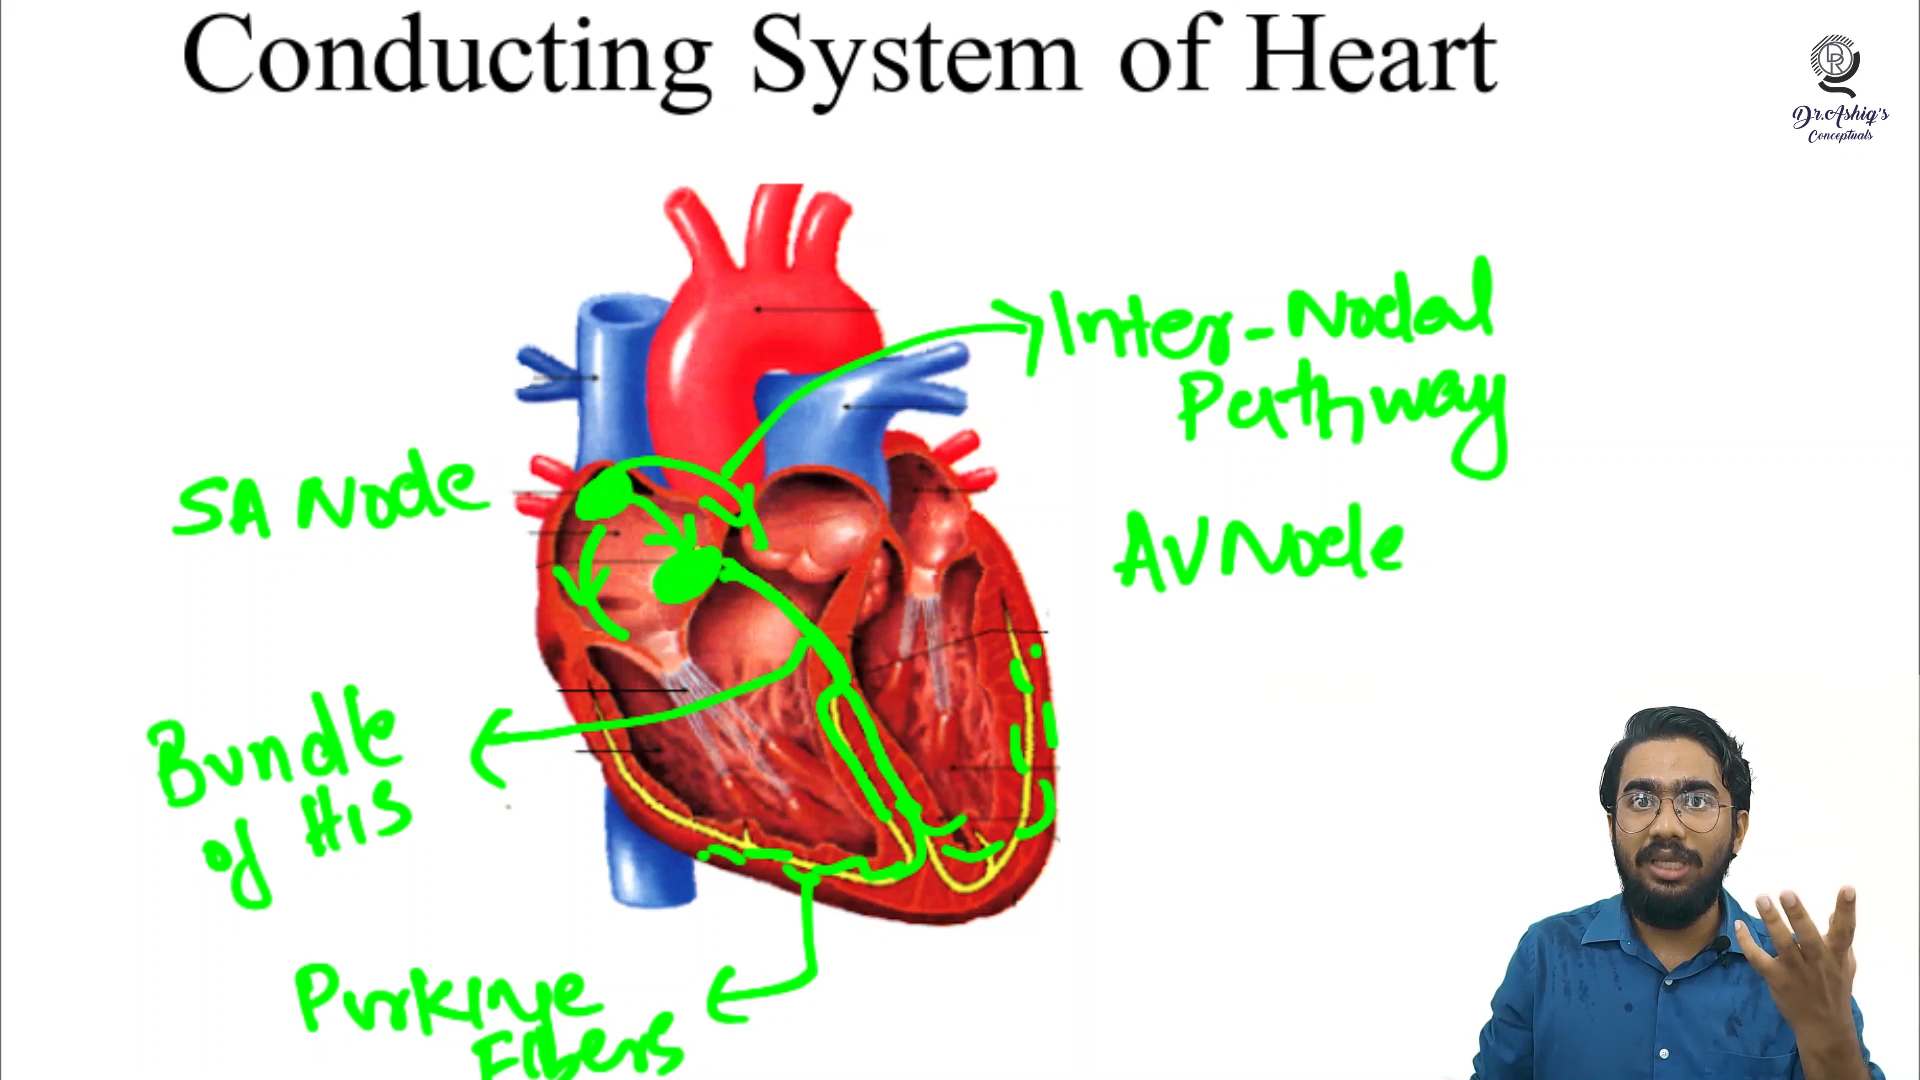 Conducting System of Heart
DR
Dr.Ashiq's
Conceptuals
Inter-Nodal
Pathway
SA Node
AV Node
Bundle
of HIS
Purkinje
Fibers